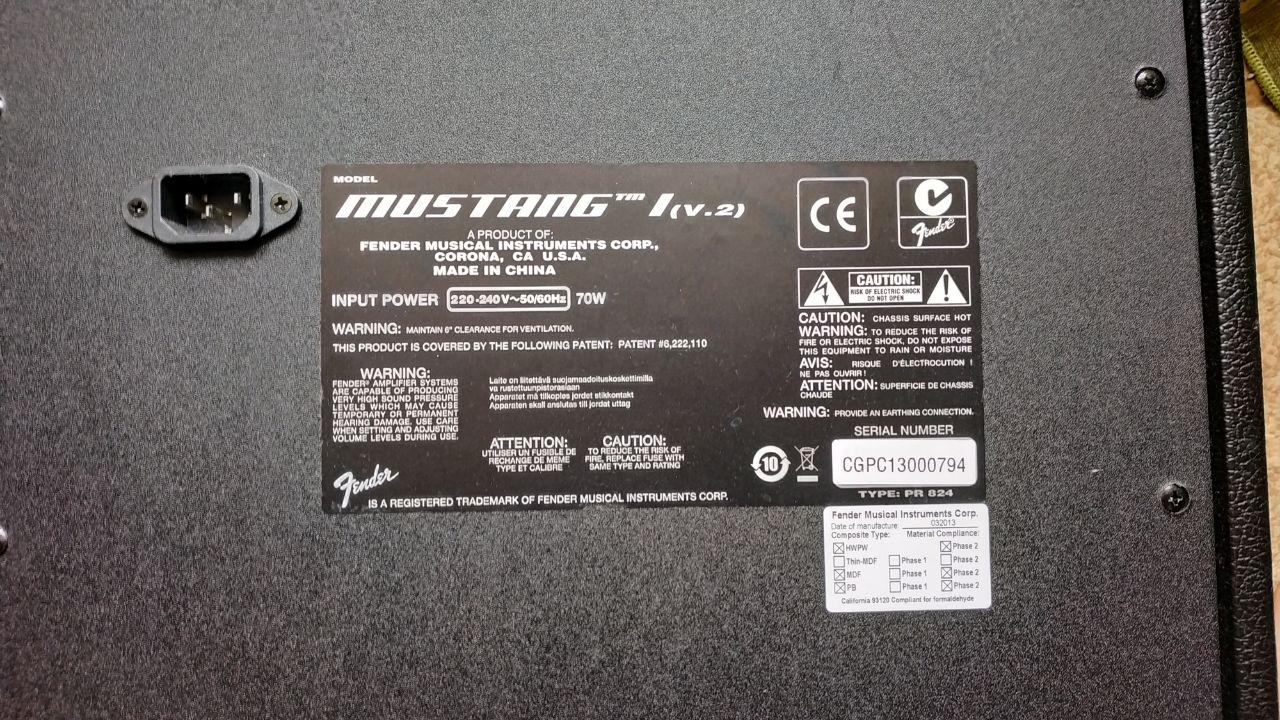 MODEL
MUSTANG™ I (V.2)
A PRODUCT OF:
FENDER MUSICAL INSTRUMENTS CORP.,
CORONA, CA U.S.A.
MADE IN CHINA
INPUT POWER 220-240V~50/60Hz 70W
WARNING: MAINTAIN 6" CLEARANCE FOR VENTILATION.
THIS PRODUCT IS COVERED BY THE FOLLOWING PATENT: PATENT #6,222,110
WARNING:
FENDER® AMPLIFIER SYSTEMS
ARE CAPABLE OF PRODUCING
VERY HIGH SOUND PRESSURE
LEVELS WHICH MAY CAUSE
TEMPORARY OR PERMANENT
HEARING DAMAGE. USE CARE
WHEN SETTING AND ADJUSTING
VOLUME LEVELS DURING USE.
Laite on liitettävä suojamaadoituskoskettimilla
va rustettuunpistorasiaan
Apparatet må tilkoples jordet stikkontakt
Apparaten skall anslutas till jordat uttag
ATTENTION:
UTILISER UN FUSIBLE DE
RECHANGE DE MEME
TYPE ET CALIBRE
CAUTION:
TO REDUCE THE RISK OF
FIRE, REPLACE FUSE WITH
SAME TYPE AND RATING
Fender
IS A REGISTERED TRADEMARK OF FENDER MUSICAL INSTRUMENTS CORP.
CE
C
Fender
CAUTION:
RISK OF ELECTRIC SHOCK
DO NOT OPEN
!
CAUTION: CHASSIS SURFACE HOT
WARNING: TO REDUCE THE RISK OF
FIRE OR ELECTRIC SHOCK, DO NOT EXPOSE
THIS EQUIPMENT TO RAIN OR MOISTURE
AVIS: RISQUE D'ÉLECTROCUTION !
NE PAS OUVRIR !
ATTENTION: SUPERFICIE DE CHASSIS
CHAUDE
WARNING: PROVIDE AN EARTHING CONNECTION.
SERIAL NUMBER
10
CGPC13000794
TYPE: PR 824
Fender Musical Instruments Corp.
Date of manufacture: 032013
Composite Type: Material Compliance:
HWPW Phase 2
Thin-MDF Phase 1 Phase 2
MDF Phase 1 Phase 2
PB Phase 1 Phase 2
California 93120 Compliant for formaldehyde